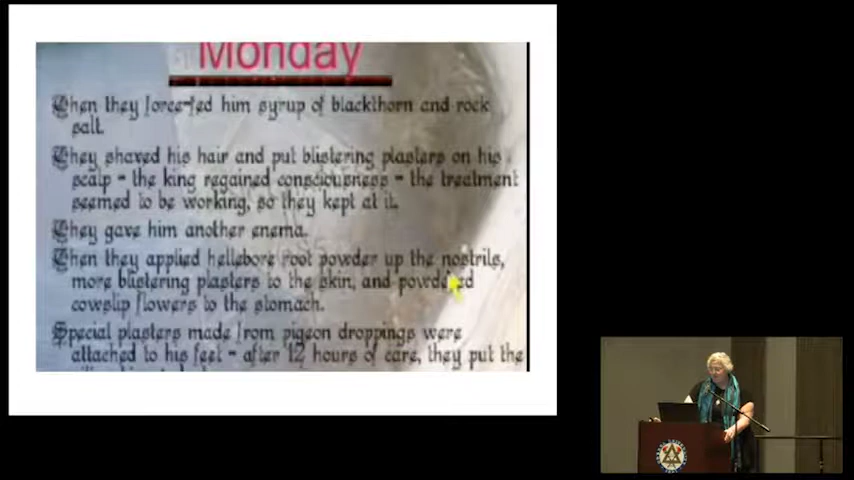 Monday
Then they force-fed him syrup of blackthorn and rock
salt.
They shaved his hair and put blistering plasters on his
scalp - the king regained consciousness - the treatment
seemed to be working, so they kept at it.
They gave him another enema.
Then they applied hellebore root powder up the nostrils,
more blistering plasters to the skin, and powdered
cowslip flowers to the stomach.
Special plasters made from pigeon droppings were
attached to his feet - after 12 hours of care, they put the